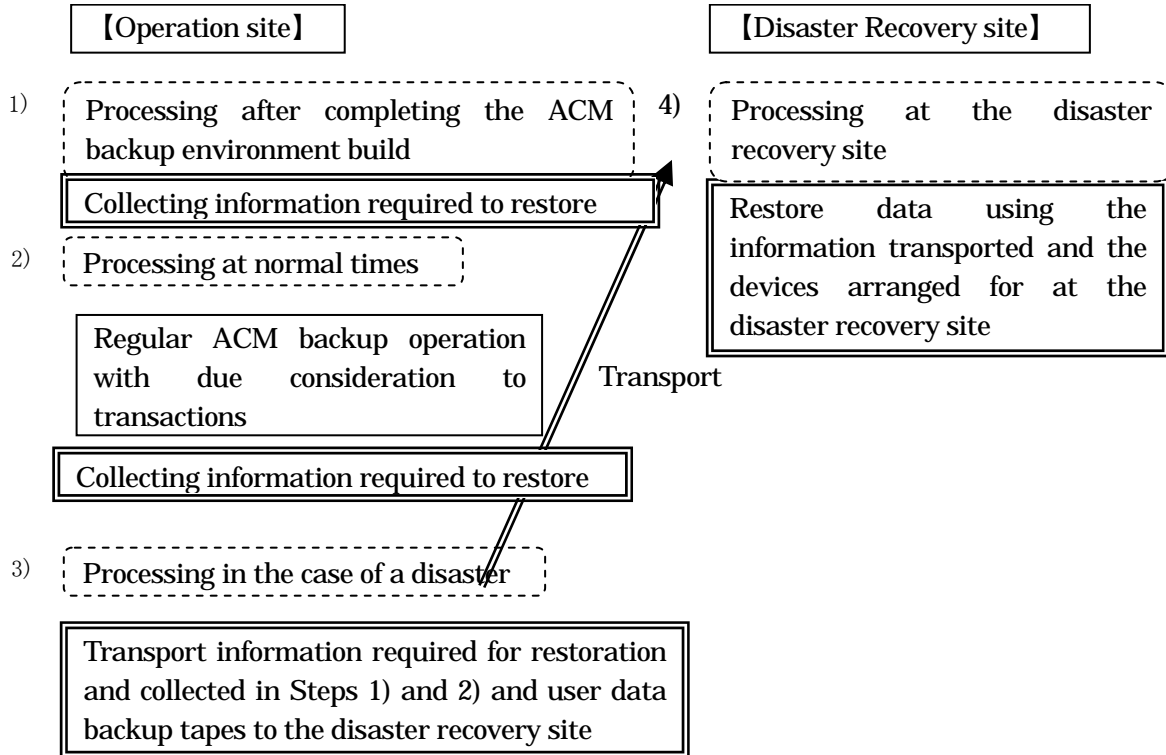 【Operation site】
【Disaster Recovery site】
1)
Processing after completing the ACM
backup environment build
Collecting information required to restore
2)
Processing at normal times
Regular ACM backup operation
with due consideration to
transactions
Collecting information required to restore
3)
Processing in the case of a disaster
Transport information required for restoration
and collected in Steps 1) and 2) and user data
backup tapes to the disaster recovery site
Transport
4)
Processing at the disaster
recovery site
Restore data using the
information transported and the
devices arranged for at the
disaster recovery site